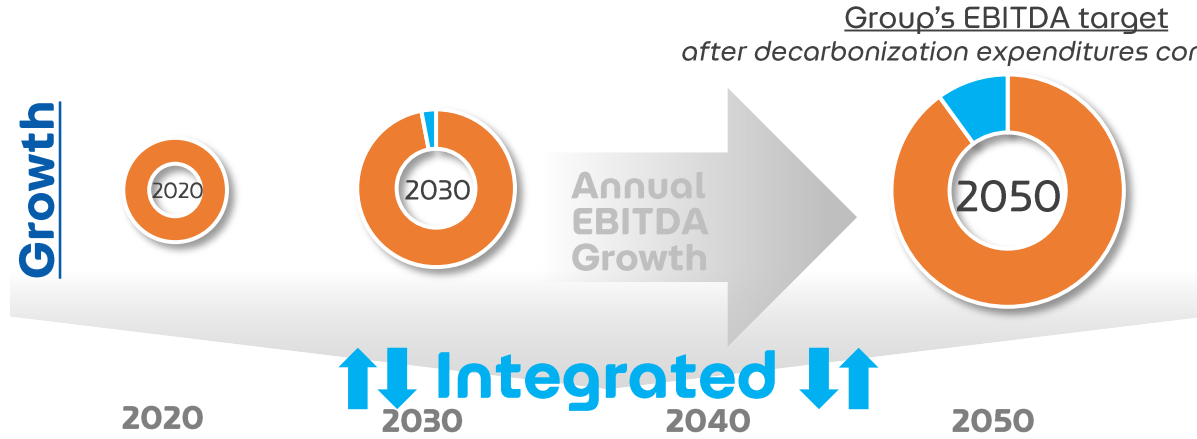 Group's EBITDA target
after decarbonization expenditures
Growth
2020
2030
Annual
EBITDA
Growth
2050
Integrated
2020
2030
2040
2050